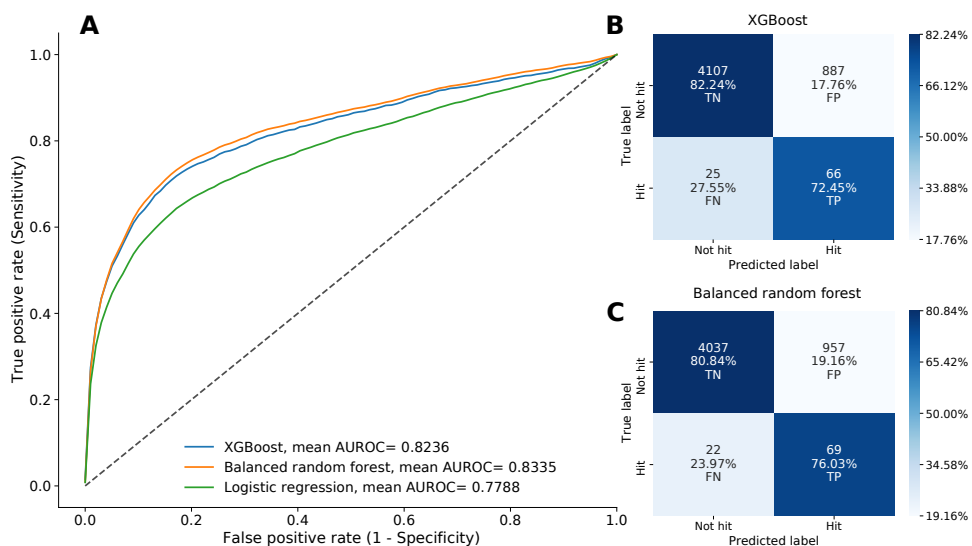 A
True positive rate (Sensitivity)
1.0
0.8
0.6
0.4
0.2
0.0
XGBoost, mean AUROC= 0.8236
Balanced random forest, mean AUROC= 0.8335
Logistic regression, mean AUROC= 0.7788
0.0 0.2 0.4 0.6 0.8 1.0
False positive rate (1 - Specificity)
B
XGBoost
True label
Not hit
Hit
4107
82.24%
TN
887
17.76%
FP
25
27.55%
FN
66
72.45%
TP
Not hit Hit
Predicted label
82.24%
66.12%
50.00%
33.88%
17.76%
C
Balanced random forest
True label
Not hit
Hit
4037
80.84%
TN
957
19.16%
FP
22
23.97%
FN
69
76.03%
TP
Not hit Hit
Predicted label
80.84%
65.42%
50.00%
34.58%
19.16%